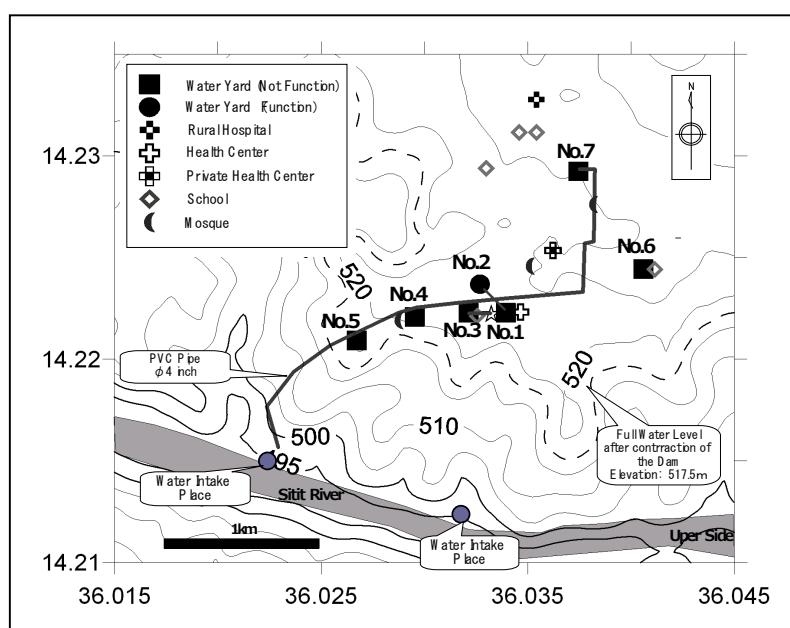 Water Yard (Not Function)
Water Yard (Function)
Rural Hospital
Health Center
Private Health Center
School
Mosque
N
14.23
No.7
No.6
No.2
520
No.4
No.3
No.1
No.5
14.22
PVC Pipe
φ4 inch
520
500
510
Full Water Level
after contrraction of
the Dam
Elevation: 517.5m
495
Water Intake
Place
Sitit River
1km
Water Intake
Place
Uper Side
14.21
36.015
36.025
36.035
36.045